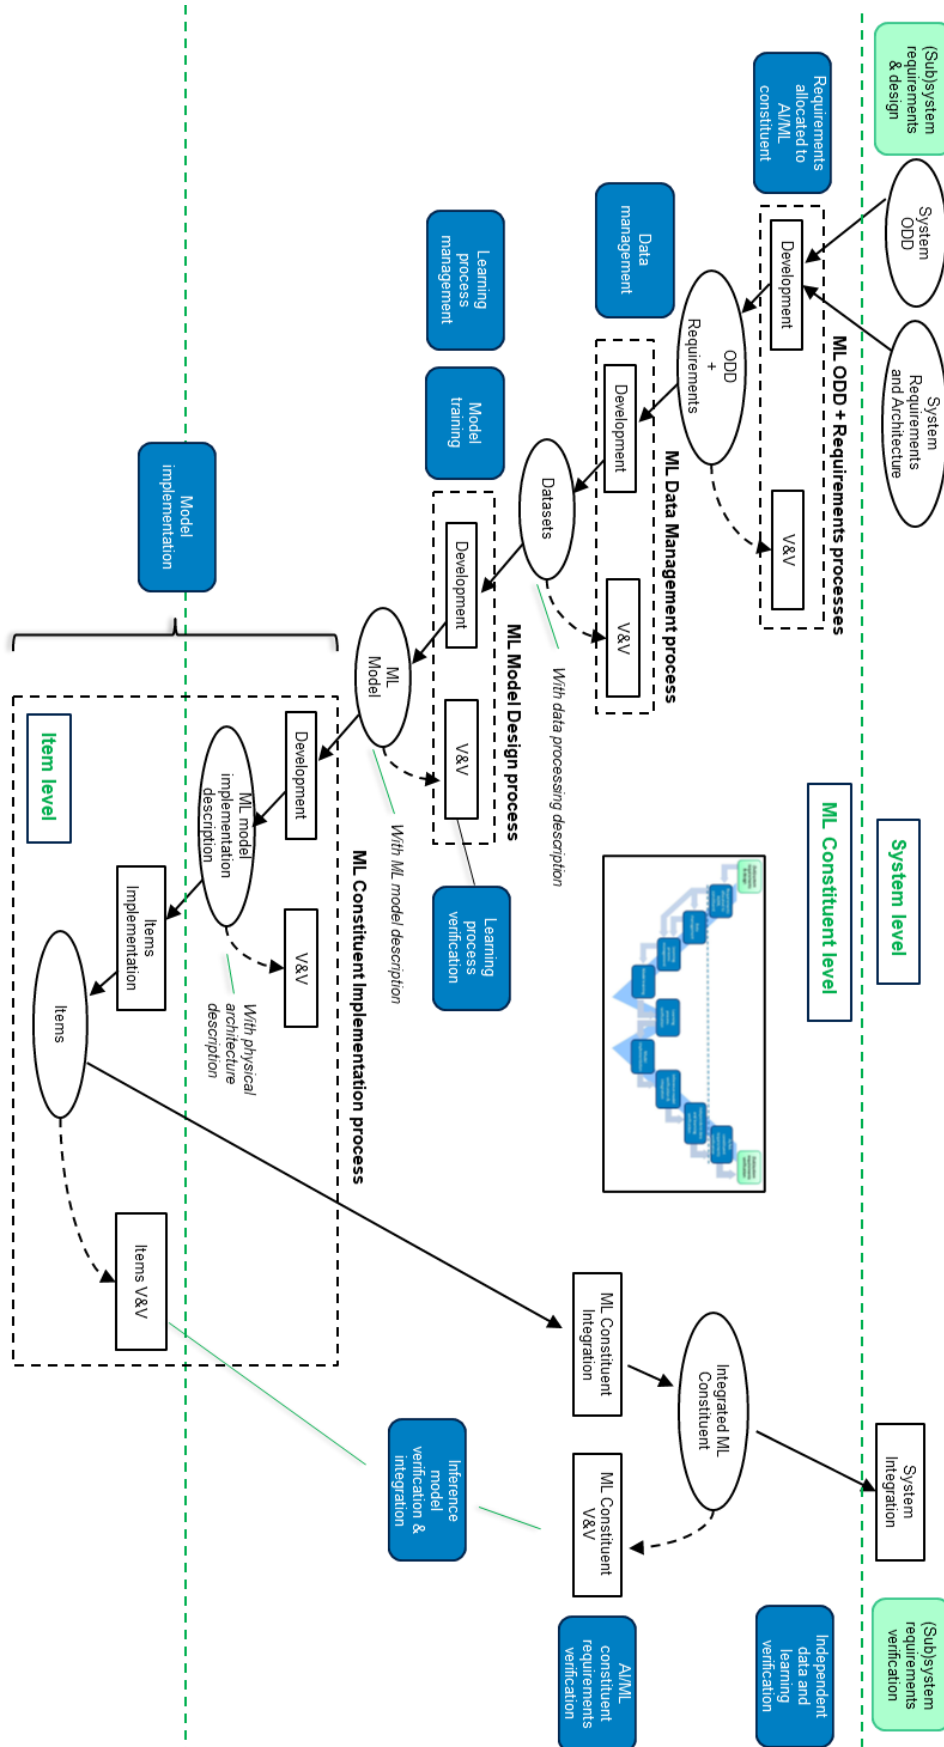 (Sub)system
requirements
& design
System
ODD
System
Requirements
and Architecture
System level
System
Integration
(Sub)system
requirements
verification
Requirements
allocated to
AI/ML
constituent
ML ODD + Requirements processes
Development
V&V
ML Constituent level
Independent
data and
learning
verification
ODD
+
Requirements
Integrated ML
Constituent
Data
management
ML Data Management process
Development
V&V
ML Constituent
Integration
ML Constituent
V&V
AI/ML
constituent
requirements
verification
Datasets
With data processing description
Learning
process
management
Model
training
ML Model Design process
Development
V&V
Learning
process
verification
Inference
model
verification &
integration
ML
Model
With ML model description
ML Constituent Implementation process
Development
V&V
ML model
implementation
description
With physical
architecture
description
Model
implementation
Items
Implementation
Items V&V
Item level
Items